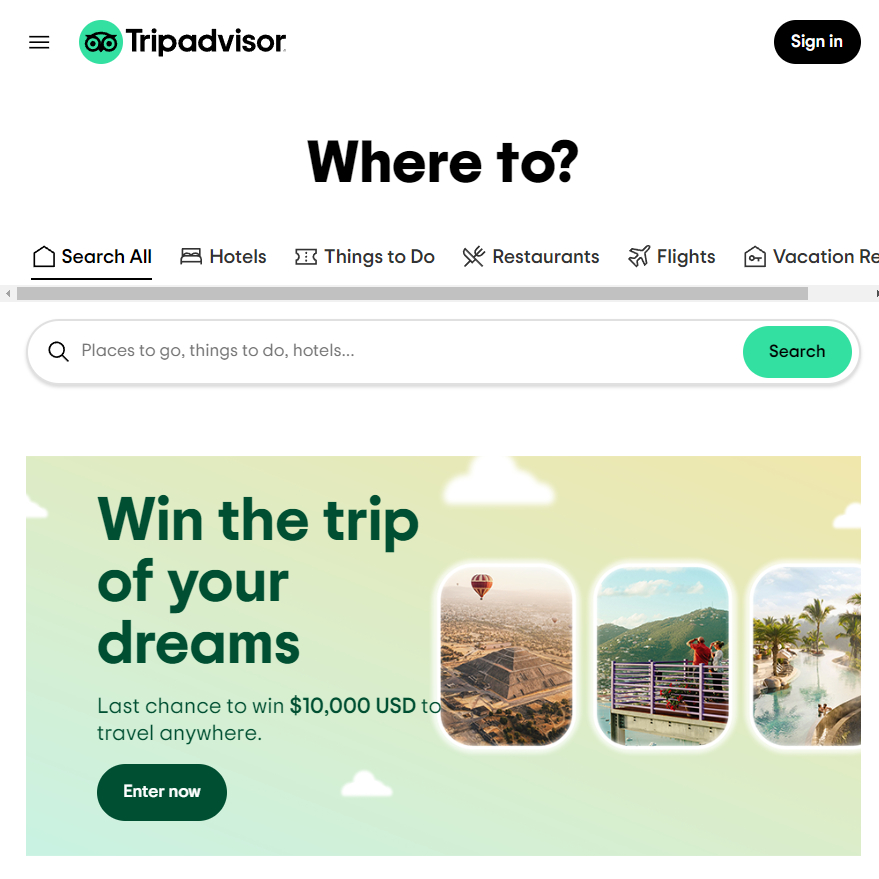 Tripadvisor
Sign in
Where to?
Search All
Hotels
Things to Do
Restaurants
Flights
Vacation Re
Places to go, things to do, hotels...
Search
Win the trip
of your
dreams
Last chance to win $10,000 USD to
travel anywhere.
Enter now